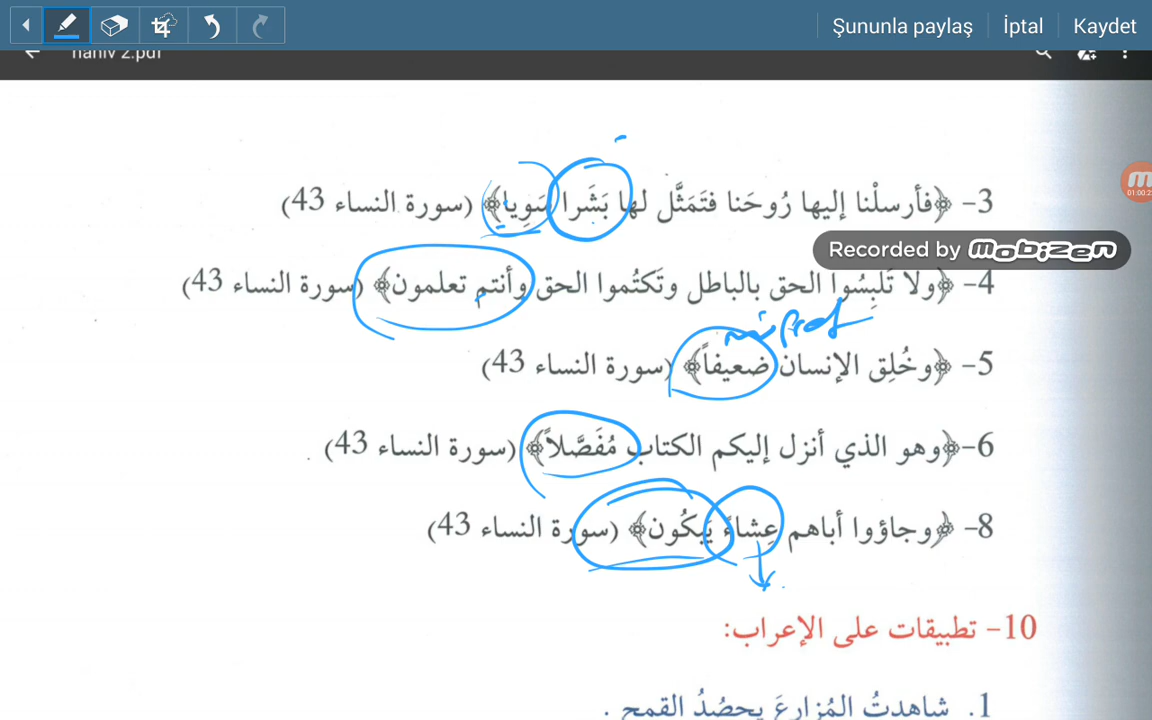 Şununla paylaş İptal Kaydet
nahiv 2.pdf
3- ﴿فأرسلْنا إليها رُوحَنا فتَمَثَّل لها بَشَرا سَوِيا﴾ (سورة النساء 43)
Recorded by mobizen
4- ﴿ولا تَلبِسُوا الحق بالباطل وتَكتُموا الحق وأنتم تعلمون﴾ (سورة النساء 43)
5- ﴿وخُلِق الإنسان ضعيفاً﴾ (سورة النساء 43)
6- ﴿وهو الذي أنزل إليكم الكتاب مُفَصَّلاً﴾ (سورة النساء 43).
8- ﴿وجاؤوا أباهم عِشاءً يَبكُون﴾ (سورة النساء 43)
10- تطبيقات على الإعراب:
1. شاهدتُ المُزارِعَ يحصُدُ القمح .